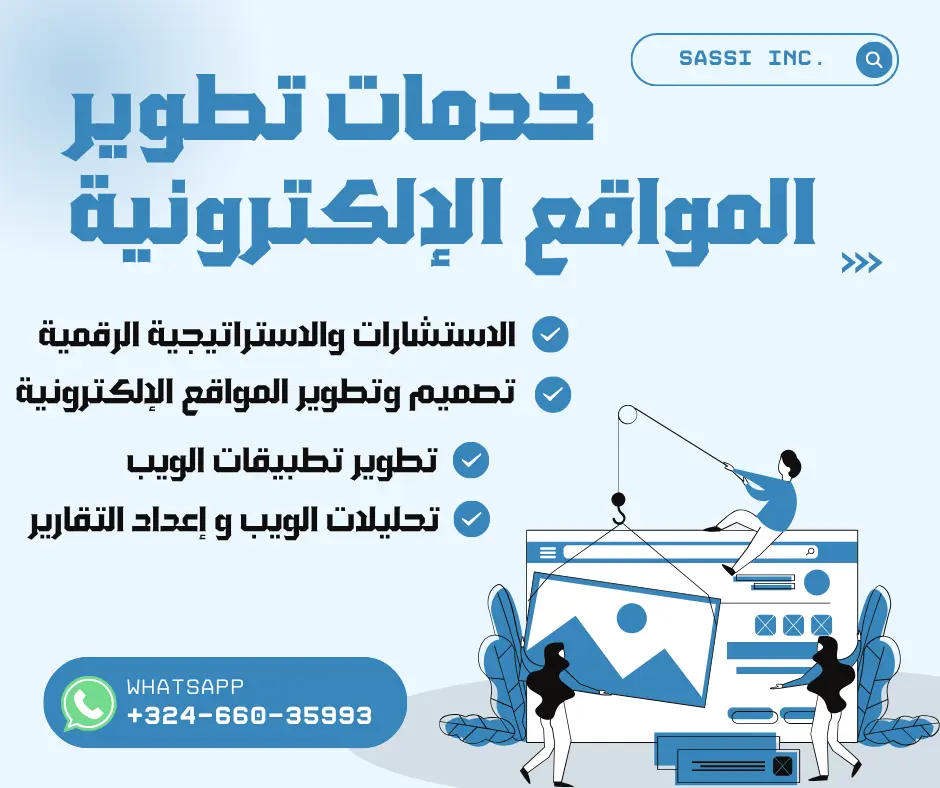 SASSI INC.
خدمات تطوير
المواقع الإلكترونية
الاستشارات والاستراتيجية الرقمية
تصميم وتطوير المواقع الإلكترونية
تطوير تطبيقات الويب
تحليلات الويب و إعداد التقارير
WHATSAPP
+324-660-35993